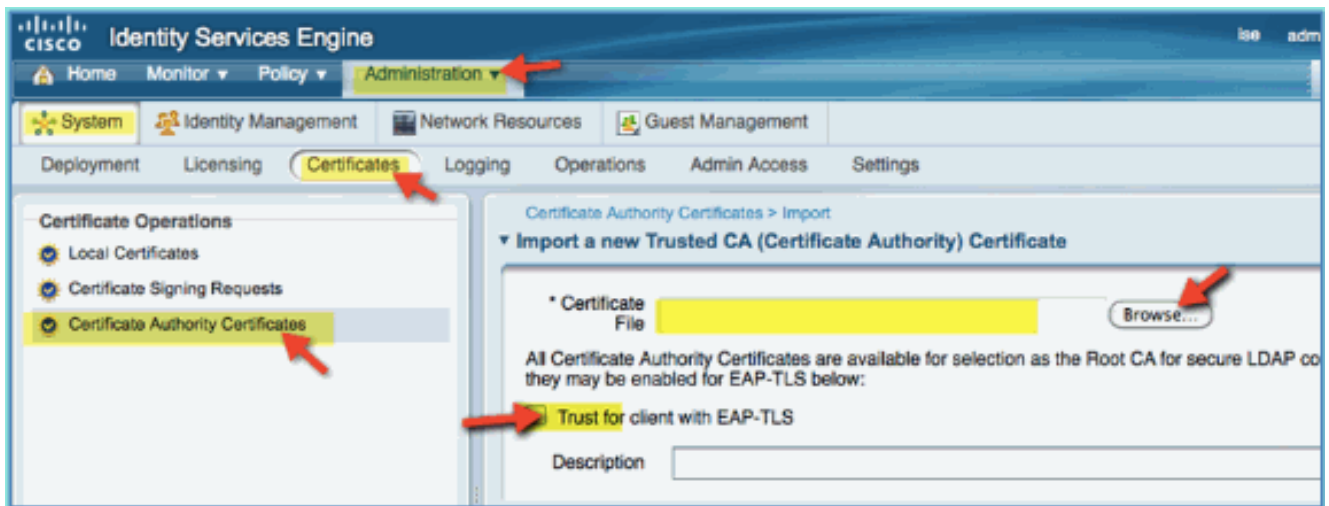 CISCO Identity Services Engine ise adm
Home Monitor Policy Administration
System Identity Management Network Resources Guest Management
Deployment Licensing Certificates Logging Operations Admin Access Settings
Certificate Operations
Local Certificates
Certificate Signing Requests
Certificate Authority Certificates
Certificate Authority Certificates > Import
Import a new Trusted CA (Certificate Authority) Certificate
* Certificate
File
Browse...
All Certificate Authority Certificates are available for selection as the Root CA for secure LDAP co
they may be enabled for EAP-TLS below:
Trust for client with EAP-TLS
Description